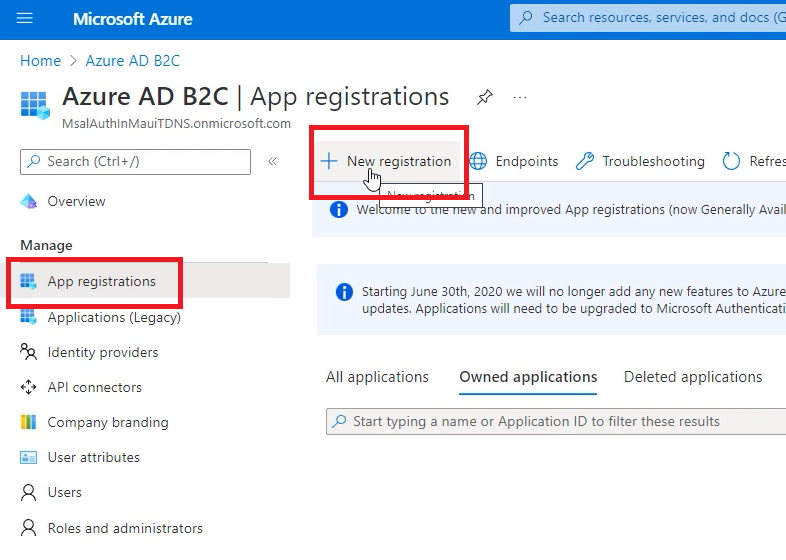 Microsoft Azure
Search resources, services, and docs (G
Home > Azure AD B2C
Azure AD B2C | App registrations
MsalAuthInMauiTDNS.onmicrosoft.com
Search (Ctrl+/)
«
New registration
Endpoints
Troubleshooting
Refres
New registration
Overview
Welcome to the new and improved App registrations (now Generally Avail
Manage
App registrations
Starting June 30th, 2020 we will no longer add any new features to Azure
updates. Applications will need to be upgraded to Microsoft Authenticati
Applications (Legacy)
Identity providers
API connectors
Company branding
User attributes
Users
Roles and administrators
All applications
Owned applications
Deleted applications
Start typing a name or Application ID to filter these results